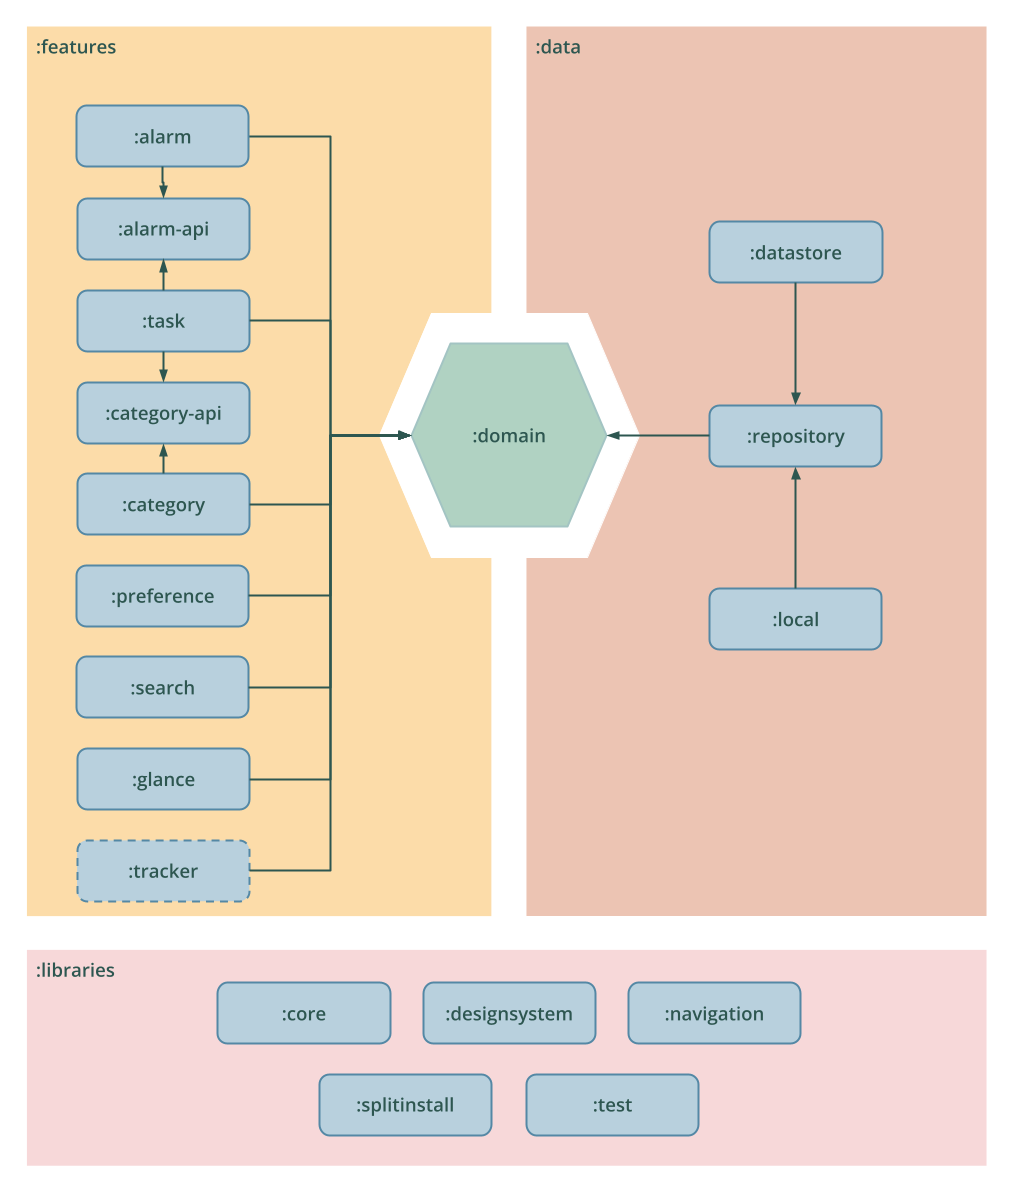 :features
:alarm
:alarm-api
:task
:category-api
:category
:preference
:search
:glance
:tracker
:domain
:data
:datastore
:repository
:local
:libraries
:core
:designsystem
:navigation
:splitinstall
:test